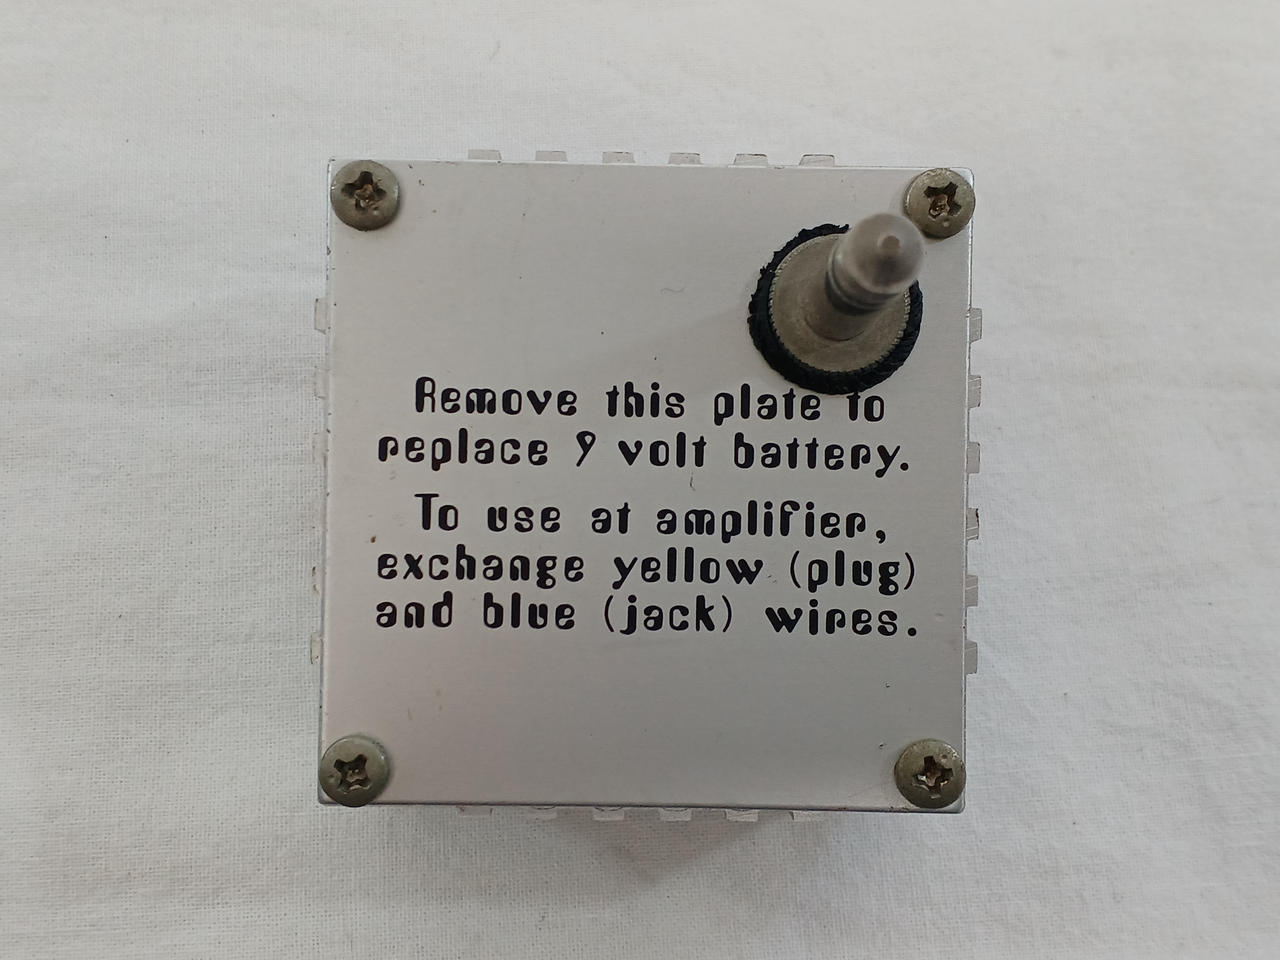 Remove this plate to
replace 9 volt battery.
To use at amplifier,
exchange yellow (plug)
and blue (jack) wires.